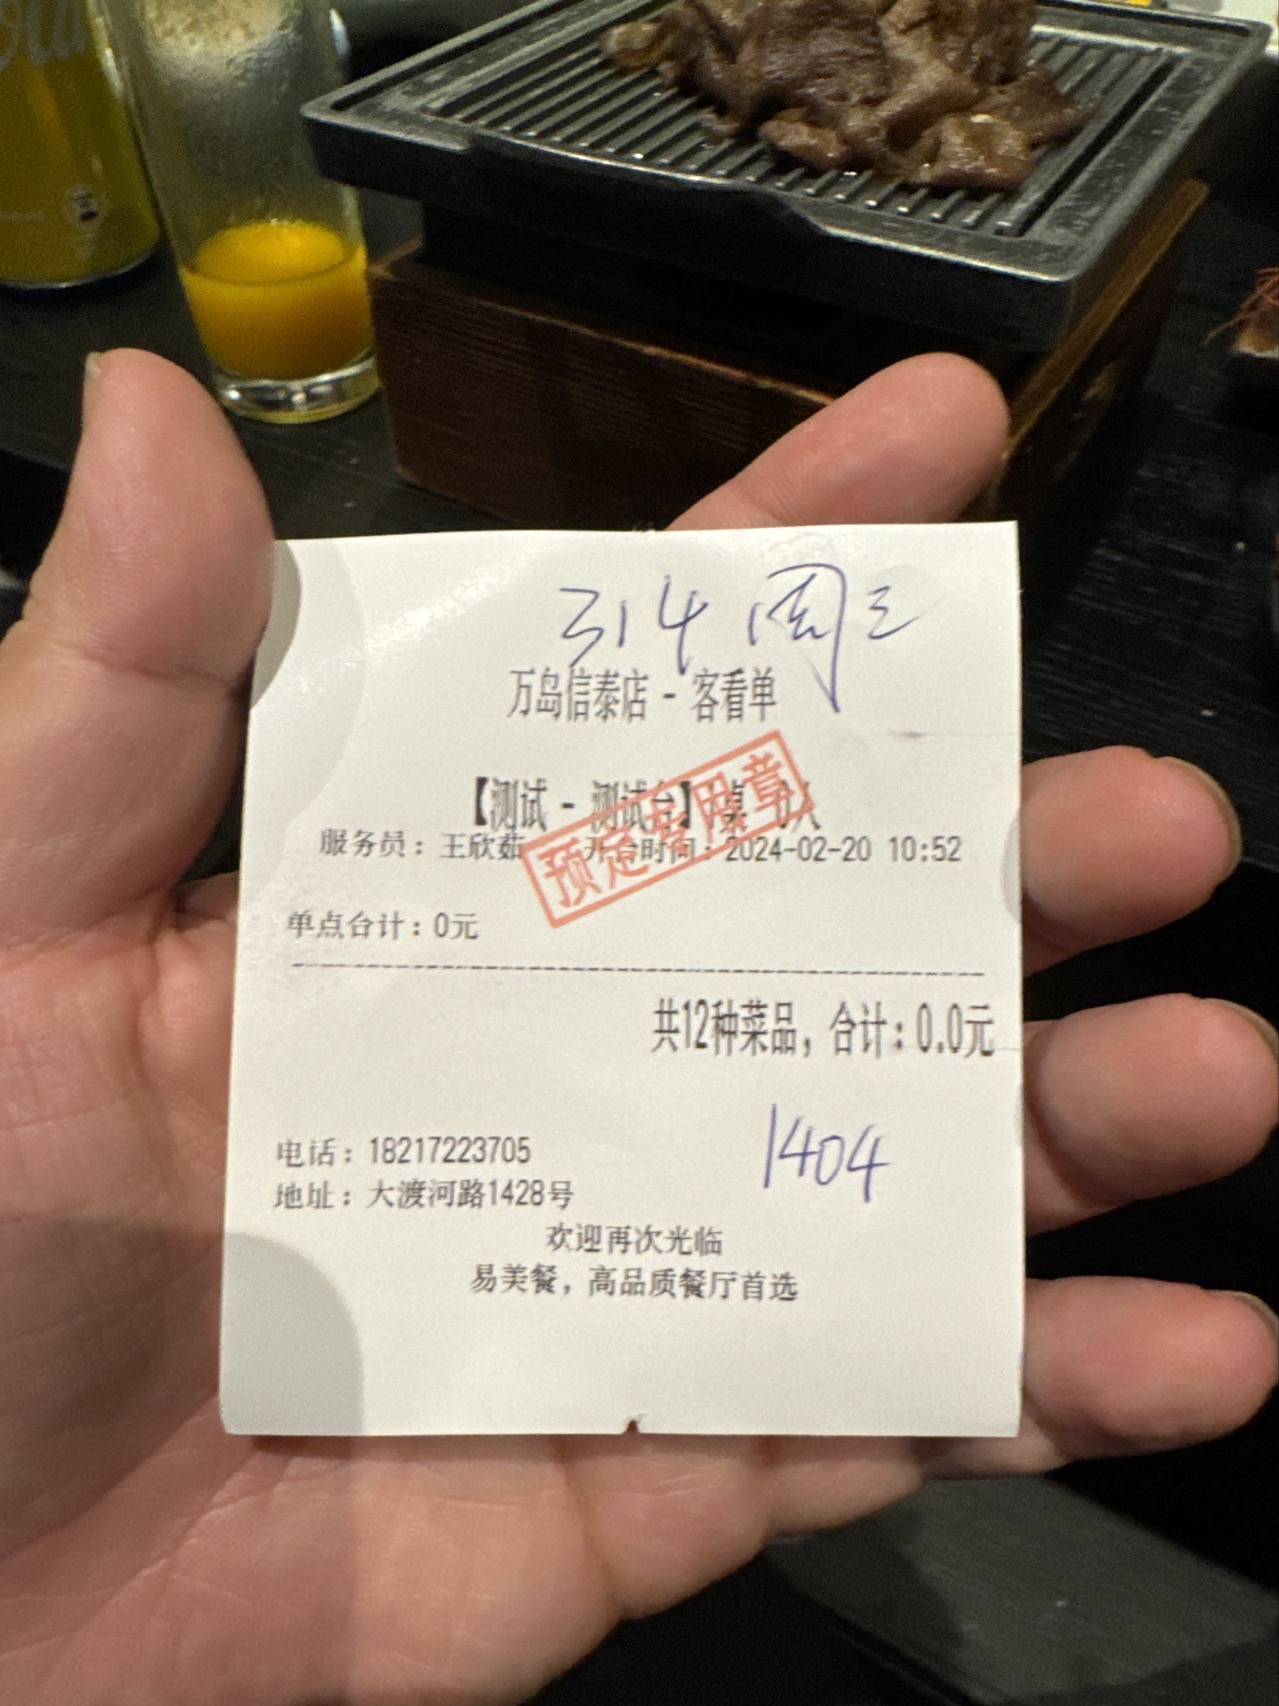 314 周三
万岛信泰店 - 客看单
【测试 - 测试台】 桌 0人
服务员：王欣茹 开台时间：2024-02-20 10:52
预定客用章
单点台计：0元
共12种菜品，合计：0.0元
1404
电话：18217223705
地址：大渡河路1428号
欢迎再次光临
易美餐，高品质餐厅首选